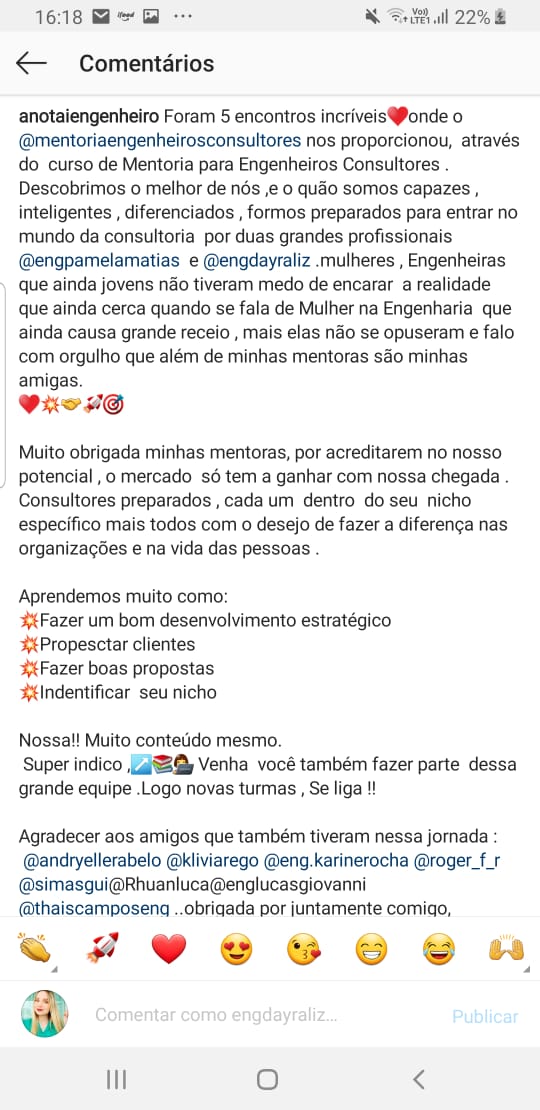 16:18 ifood Vo)) LTE1 22%
Comentários
anotaiengenheiro Foram 5 encontros incríveis❤️onde o
@mentoriaengenheirosconsultores nos proporcionou, através
do curso de Mentoria para Engenheiros Consultores .
Descobrimos o melhor de nós ,e o quão somos capazes ,
inteligentes , diferenciados , formos preparados para entrar no
mundo da consultoria por duas grandes profissionais
@engpamelamatias e @engdayraliz .mulheres , Engenheiras
que ainda jovens não tiveram medo de encarar a realidade
que ainda cerca quando se fala de Mulher na Engenharia que
ainda causa grande receio , mais elas não se opuseram e falo
com orgulho que além de minhas mentoras são minhas
amigas.
❤️💥🤝🚀🎯
Muito obrigada minhas mentoras, por acreditarem no nosso
potencial , o mercado só tem a ganhar com nossa chegada .
Consultores preparados , cada um dentro do seu nicho
específico mais todos com o desejo de fazer a diferença nas
organizações e na vida das pessoas .
Aprendemos muito como:
💥Fazer um bom desenvolvimento estratégico
💥Propesctar clientes
💥Fazer boas propostas
💥Indentificar seu nicho
Nossa!! Muito conteúdo mesmo.
Super indico ,↗️📚👩‍💻 Venha você também fazer parte dessa
grande equipe .Logo novas turmas , Se liga !!
Agradecer aos amigos que também tiveram nessa jornada :
@andryellerabelo @kliviarego @eng.karinerocha @roger_f_r
@simasgui@Rhuanluca@englucasgiovanni
@thaiscamposeng ..obrigada por juntamente comigo,
Comentar como engdayraliz... Publicar